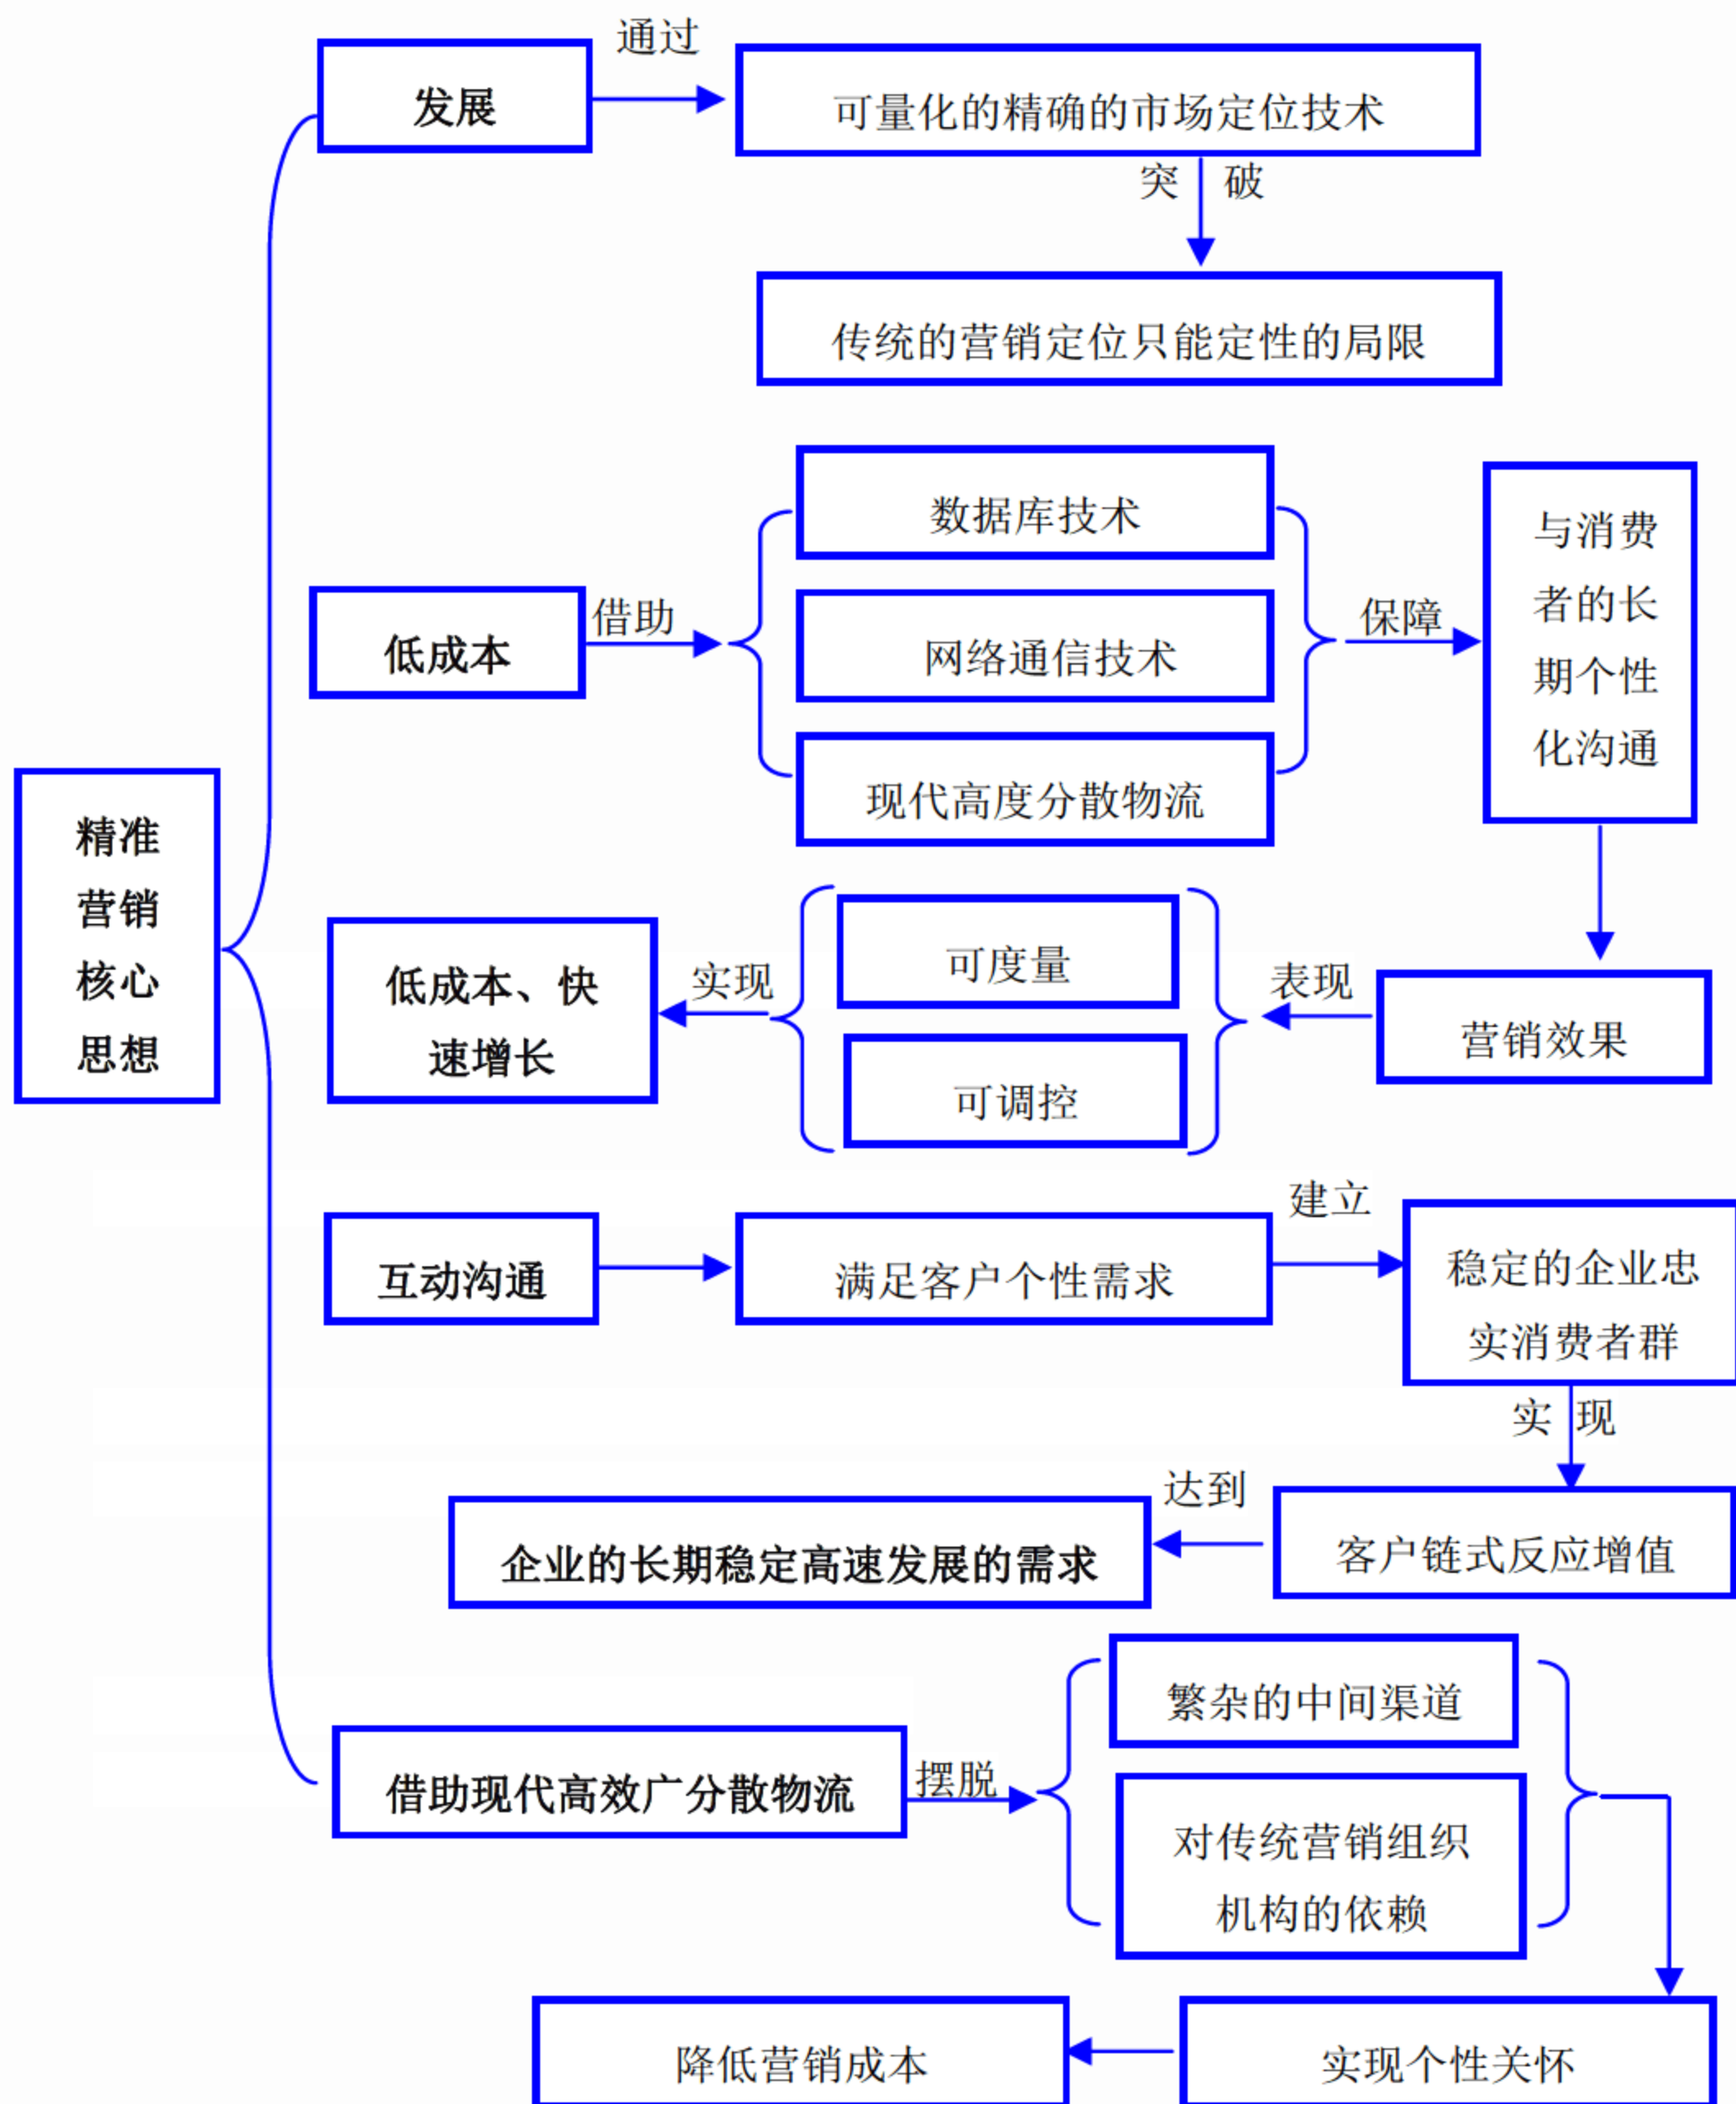 通过
发展
可量化的精确的市场定位技术
突 破
传统的营销定位只能定性的局限
数据库技术
低成本
借助
网络通信技术
现代高度分散物流
保障
与消费
者的长
期个性
化沟通
精准
营销
核心
思想
低成本、快
速增长
实现
可度量
可调控
表现
营销效果
互动沟通
满足客户个性需求
建立
稳定的企业忠
实消费者群
实 现
达到
企业的长期稳定高速发展的需求
客户链式反应增值
借助现代高效广分散物流
摆脱
繁杂的中间渠道
对传统营销组织
机构的依赖
降低营销成本
实现个性关怀